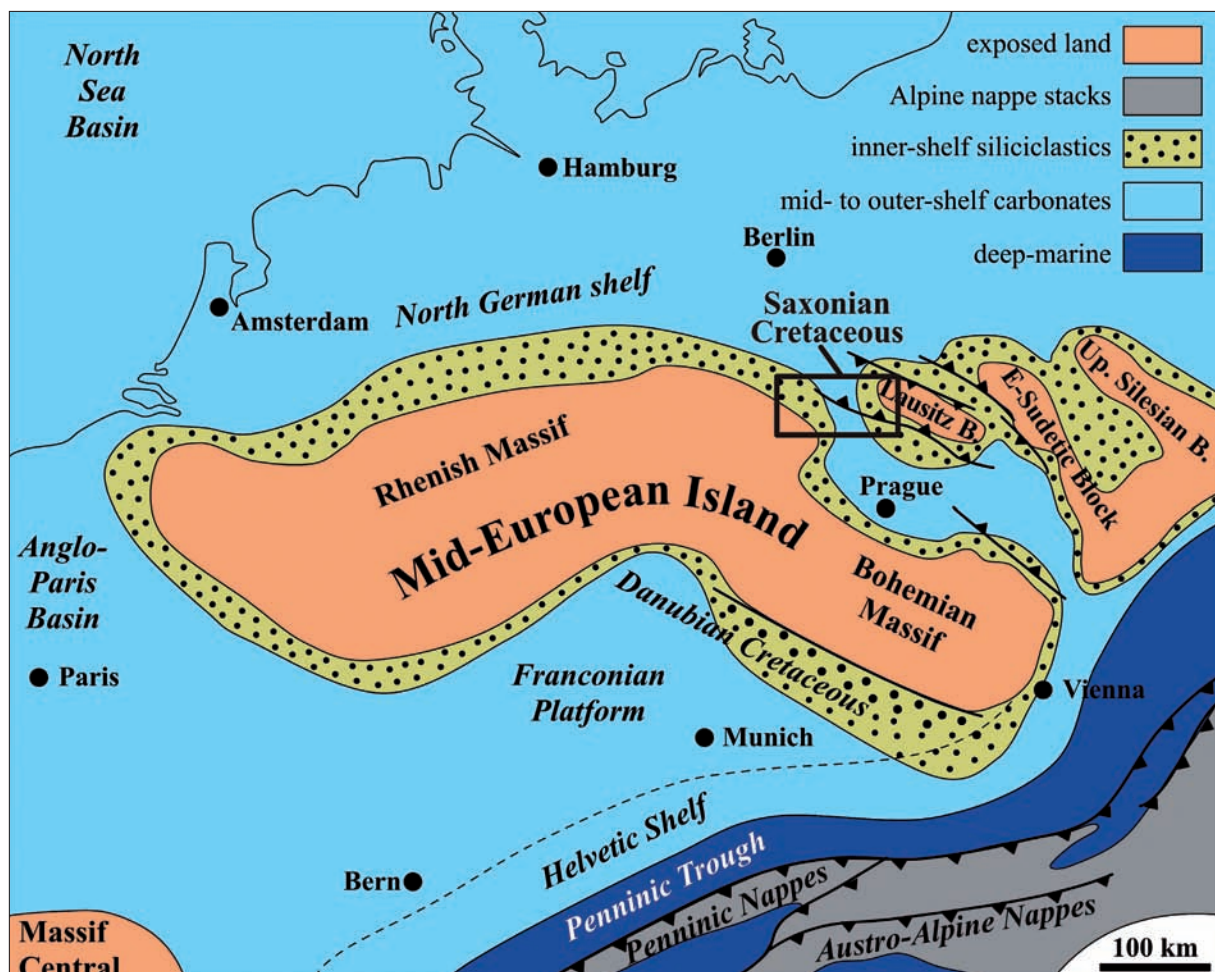 North
Sea
Basin
exposed land
Alpine nappe stacks
inner-shelf siliciclastics
mid- to outer-shelf carbonates
deep-marine
Hamburg
Berlin
Amsterdam
North German shelf
Saxonian
Cretaceous
Lausitz B.
E-Sudetic Block
Up. Silesian B.
Rhenish Massif
Mid-European Island
Prague
Bohemian
Massif
Anglo-
Paris
Basin
Paris
Danubian Cretaceous
Franconian
Platform
Munich
Vienna
Helvetic Shelf
Bern
Penninic Trough
Penninic Nappes
Austro-Alpine Nappes
Massif
Central
100 km